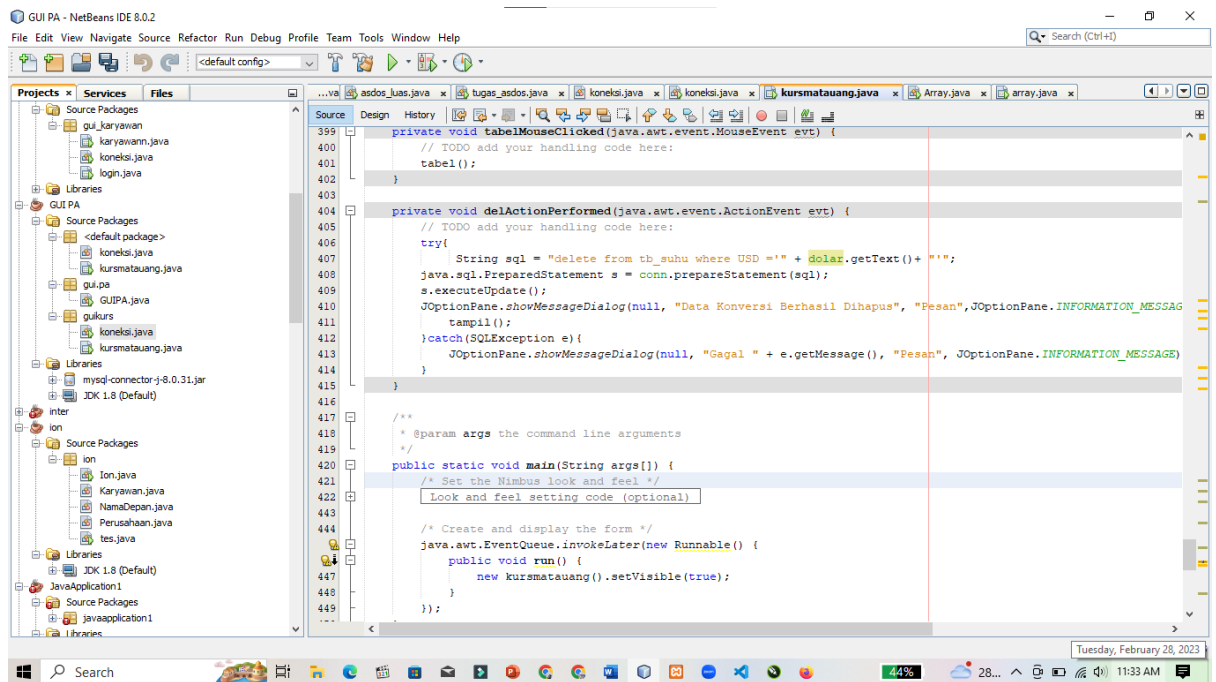 GUI PA - NetBeans IDE 8.0.2
File Edit View Navigate Source Refactor Run Debug Profile Team Tools Window Help
Search (Ctrl+I)
<default config>
Projects x Services Files
...va asdos_luas.java x tugas_asdos.java x koneksi.java x koneksi.java x kursmatauang.java x Array.java x array.java x
Source Packages
gui_karyawan
karyawann.java
koneksi.java
login.java
Libraries
GUI PA
Source Packages
<default package>
koneksi.java
kursmatauang.java
gui.pa
GUIPA.java
guikurs
koneksi.java
kursmatauang.java
Libraries
mysql-connector-j-8.0.31.jar
JDK 1.8 (Default)
inter
ion
Source Packages
ion
Ion.java
Karyawan.java
NamaDepan.java
Perusahaan.java
tes.java
Libraries
JDK 1.8 (Default)
JavaApplication1
Source Packages
javaapplication1
Libraries
Source Design History
399 private void tabelMouseClicked(java.awt.event.MouseEvent evt) {
400 // TODO add your handling code here:
401 tabel();
402 }
403
404 private void delActionPerformed(java.awt.event.ActionEvent evt) {
405 // TODO add your handling code here:
406 try{
407 String sql = "delete from tb_suhu where USD ='" + dolar.getText()+ "'";
408 java.sql.PreparedStatement s = conn.prepareStatement(sql);
409 s.executeUpdate();
410 JOptionPane.showMessageDialog(null, "Data Konversi Berhasil Dihapus", "Pesan",JOptionPane.INFORMATION_MESSAG
411 tampil();
412 }catch(SQLException e){
413 JOptionPane.showMessageDialog(null, "Gagal " + e.getMessage(), "Pesan", JOptionPane.INFORMATION_MESSAGE)
414 }
415 }
416
417 /**
418 * @param args the command line arguments
419 */
420 public static void main(String args[]) {
421 /* Set the Nimbus look and feel */
422 Look and feel setting code (optional)
443
444 /* Create and display the form */
java.awt.EventQueue.invokeLater(new Runnable() {
public void run() {
447 new kursmatauang().setVisible(true);
448 }
449 });
Tuesday, February 28, 2023
Search
44%
28...
11:33 AM